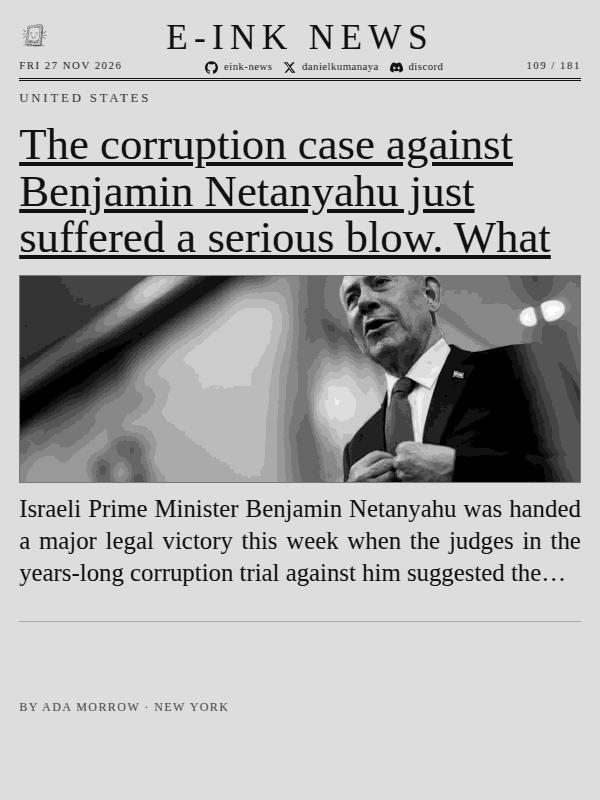 E-INK NEWS
FRI 27 NOV 2026
eink-news danielkumanaya discord
109 / 181
UNITED STATES
The corruption case against
Benjamin Netanyahu just
suffered a serious blow. What
Israeli Prime Minister Benjamin Netanyahu was handed
a major legal victory this week when the judges in the
years-long corruption trial against him suggested the…
BY ADA MORROW · NEW YORK